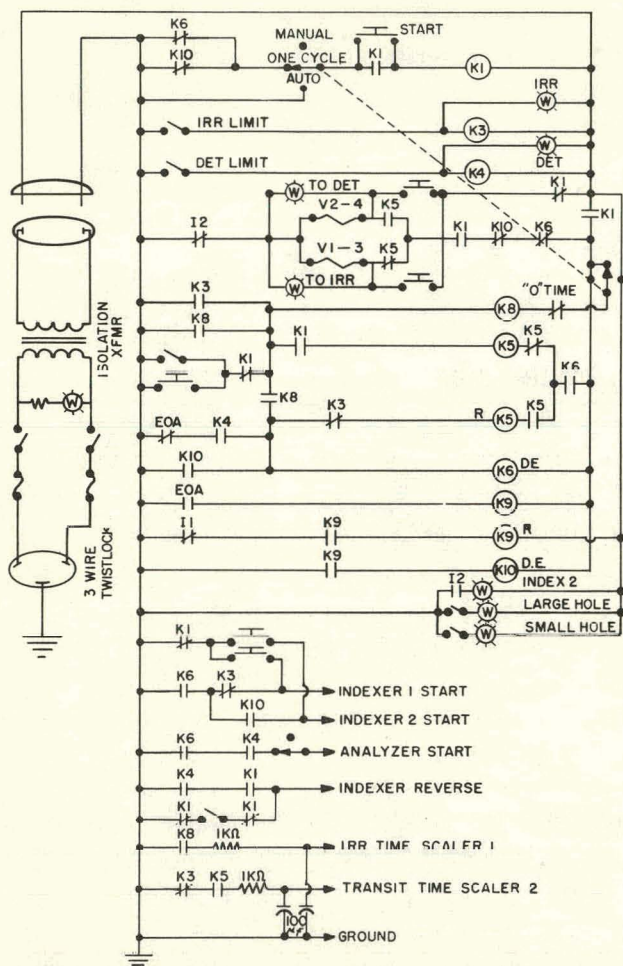 K6
MANUAL
START
K10
ONE CYCLE
K1
K1
AUTO
IRR
W
IRR LIMIT
K3
W
DET LIMIT
K4
DET
W TO DET
K1
V2-4
K5
K1
I2
K1
K10
K6
V1-3
K5
W
TO IRR
K3
"O" TIME
K8
K8
K1
K5
K5
K1
K6
K8
K3
R
K5
K5
EOA
K4
K10
K6 DE
EOA
K9
I1
K9
K9 R
K9
K10 D.E.
I2 W INDEX 2
W LARGE HOLE
W SMALL HOLE
ISOLATION
XFMR
W
3 WIRE
TWISTLOCK
K1
K6
K3
INDEXER 1 START
K10
INDEXER 2 START
K6
K4
ANALYZER START
K4
K1
INDEXER REVERSE
K1
K1
K8
1KΩ
IRR TIME SCALER 1
K3
K5
1KΩ
TRANSIT TIME SCALER 2
GROUND